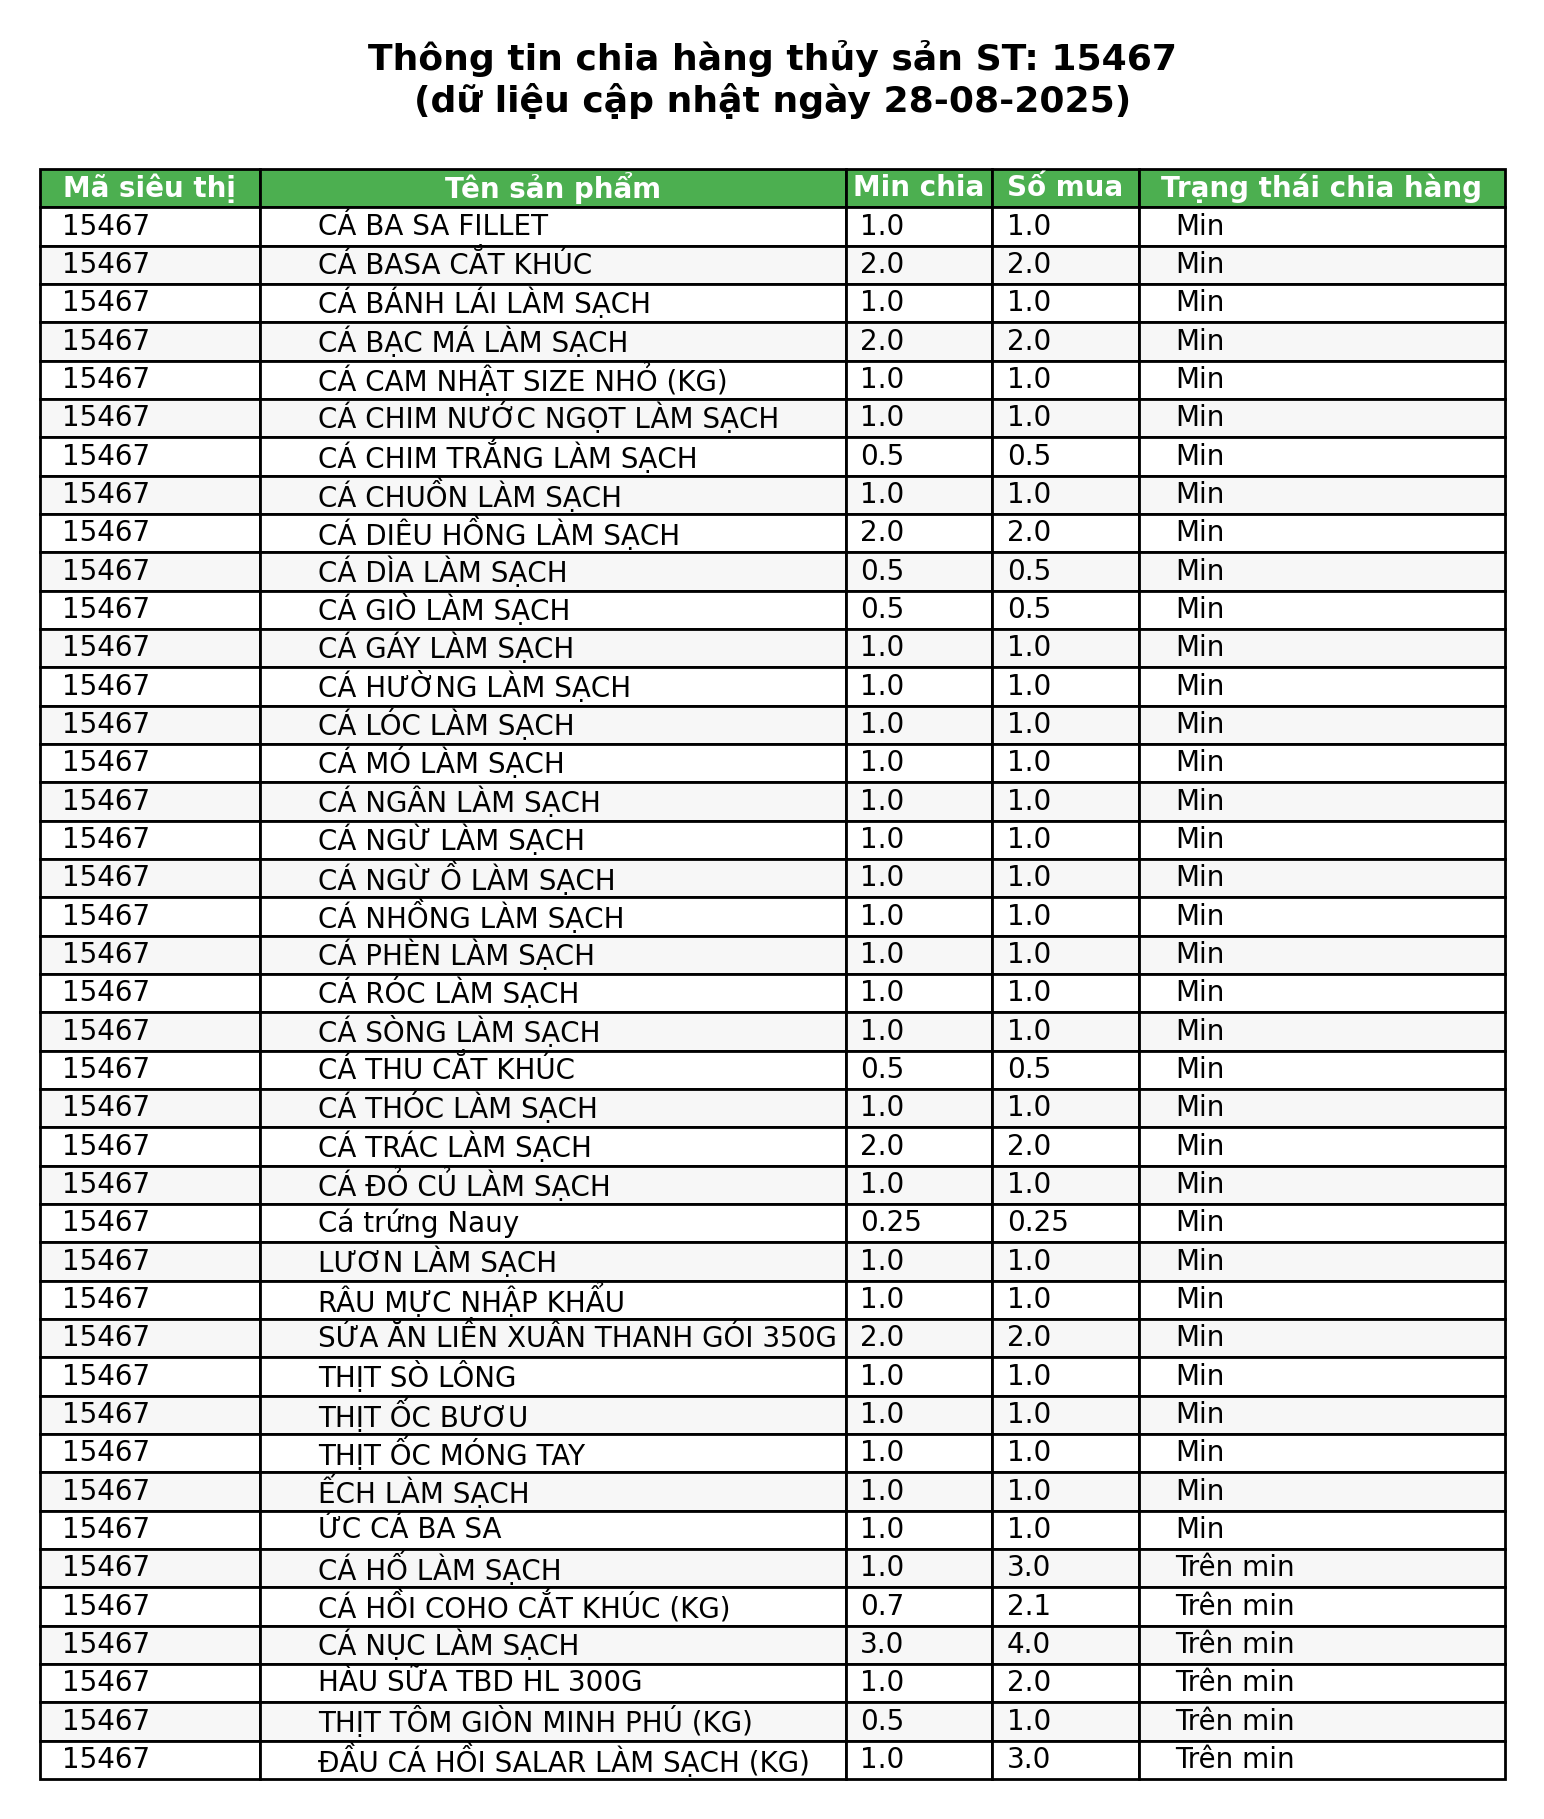 Thông tin chia hàng thủy sản ST: 15467
(dữ liệu cập nhật ngày 28-08-2025)
Mã siêu thị Tên sản phẩm Min chia Số mua Trạng thái chia hàng
15467 CÁ BA SA FILLET 1.0 1.0 Min
15467 CÁ BASA CẮT KHÚC 2.0 2.0 Min
15467 CÁ BÁNH LÁI LÀM SẠCH 1.0 1.0 Min
15467 CÁ BẠC MÁ LÀM SẠCH 2.0 2.0 Min
15467 CÁ CAM NHẬT SIZE NHỎ (KG) 1.0 1.0 Min
15467 CÁ CHIM NƯỚC NGỌT LÀM SẠCH 1.0 1.0 Min
15467 CÁ CHIM TRẮNG LÀM SẠCH 0.5 0.5 Min
15467 CÁ CHUỒN LÀM SẠCH 1.0 1.0 Min
15467 CÁ DIÊU HỒNG LÀM SẠCH 2.0 2.0 Min
15467 CÁ DÌA LÀM SẠCH 0.5 0.5 Min
15467 CÁ GIÒ LÀM SẠCH 0.5 0.5 Min
15467 CÁ GÁY LÀM SẠCH 1.0 1.0 Min
15467 CÁ HƯỜNG LÀM SẠCH 1.0 1.0 Min
15467 CÁ LÓC LÀM SẠCH 1.0 1.0 Min
15467 CÁ MÓ LÀM SẠCH 1.0 1.0 Min
15467 CÁ NGÂN LÀM SẠCH 1.0 1.0 Min
15467 CÁ NGỪ LÀM SẠCH 1.0 1.0 Min
15467 CÁ NGỪ Ồ LÀM SẠCH 1.0 1.0 Min
15467 CÁ NHỒNG LÀM SẠCH 1.0 1.0 Min
15467 CÁ PHÈN LÀM SẠCH 1.0 1.0 Min
15467 CÁ RÓC LÀM SẠCH 1.0 1.0 Min
15467 CÁ SÒNG LÀM SẠCH 1.0 1.0 Min
15467 CÁ THU CẮT KHÚC 0.5 0.5 Min
15467 CÁ THÓC LÀM SẠCH 1.0 1.0 Min
15467 CÁ TRÁC LÀM SẠCH 2.0 2.0 Min
15467 CÁ ĐỎ CỦ LÀM SẠCH 1.0 1.0 Min
15467 Cá trứng Nauy 0.25 0.25 Min
15467 LƯƠN LÀM SẠCH 1.0 1.0 Min
15467 RÂU MỰC NHẬP KHẨU 1.0 1.0 Min
15467 SỨA ĂN LIỀN XUÂN THANH GÓI 350G 2.0 2.0 Min
15467 THỊT SÒ LÔNG 1.0 1.0 Min
15467 THỊT ỐC BƯƠU 1.0 1.0 Min
15467 THỊT ỐC MÓNG TAY 1.0 1.0 Min
15467 ẾCH LÀM SẠCH 1.0 1.0 Min
15467 ỨC CÁ BA SA 1.0 1.0 Min
15467 CÁ HỐ LÀM SẠCH 1.0 3.0 Trên min
15467 CÁ HỒI COHO CẮT KHÚC (KG) 0.7 2.1 Trên min
15467 CÁ NỤC LÀM SẠCH 3.0 4.0 Trên min
15467 HÀU SỮA TBD HL 300G 1.0 2.0 Trên min
15467 THỊT TÔM GIÒN MINH PHÚ (KG) 0.5 1.0 Trên min
15467 ĐẦU CÁ HỒI SALAR LÀM SẠCH (KG) 1.0 3.0 Trên min